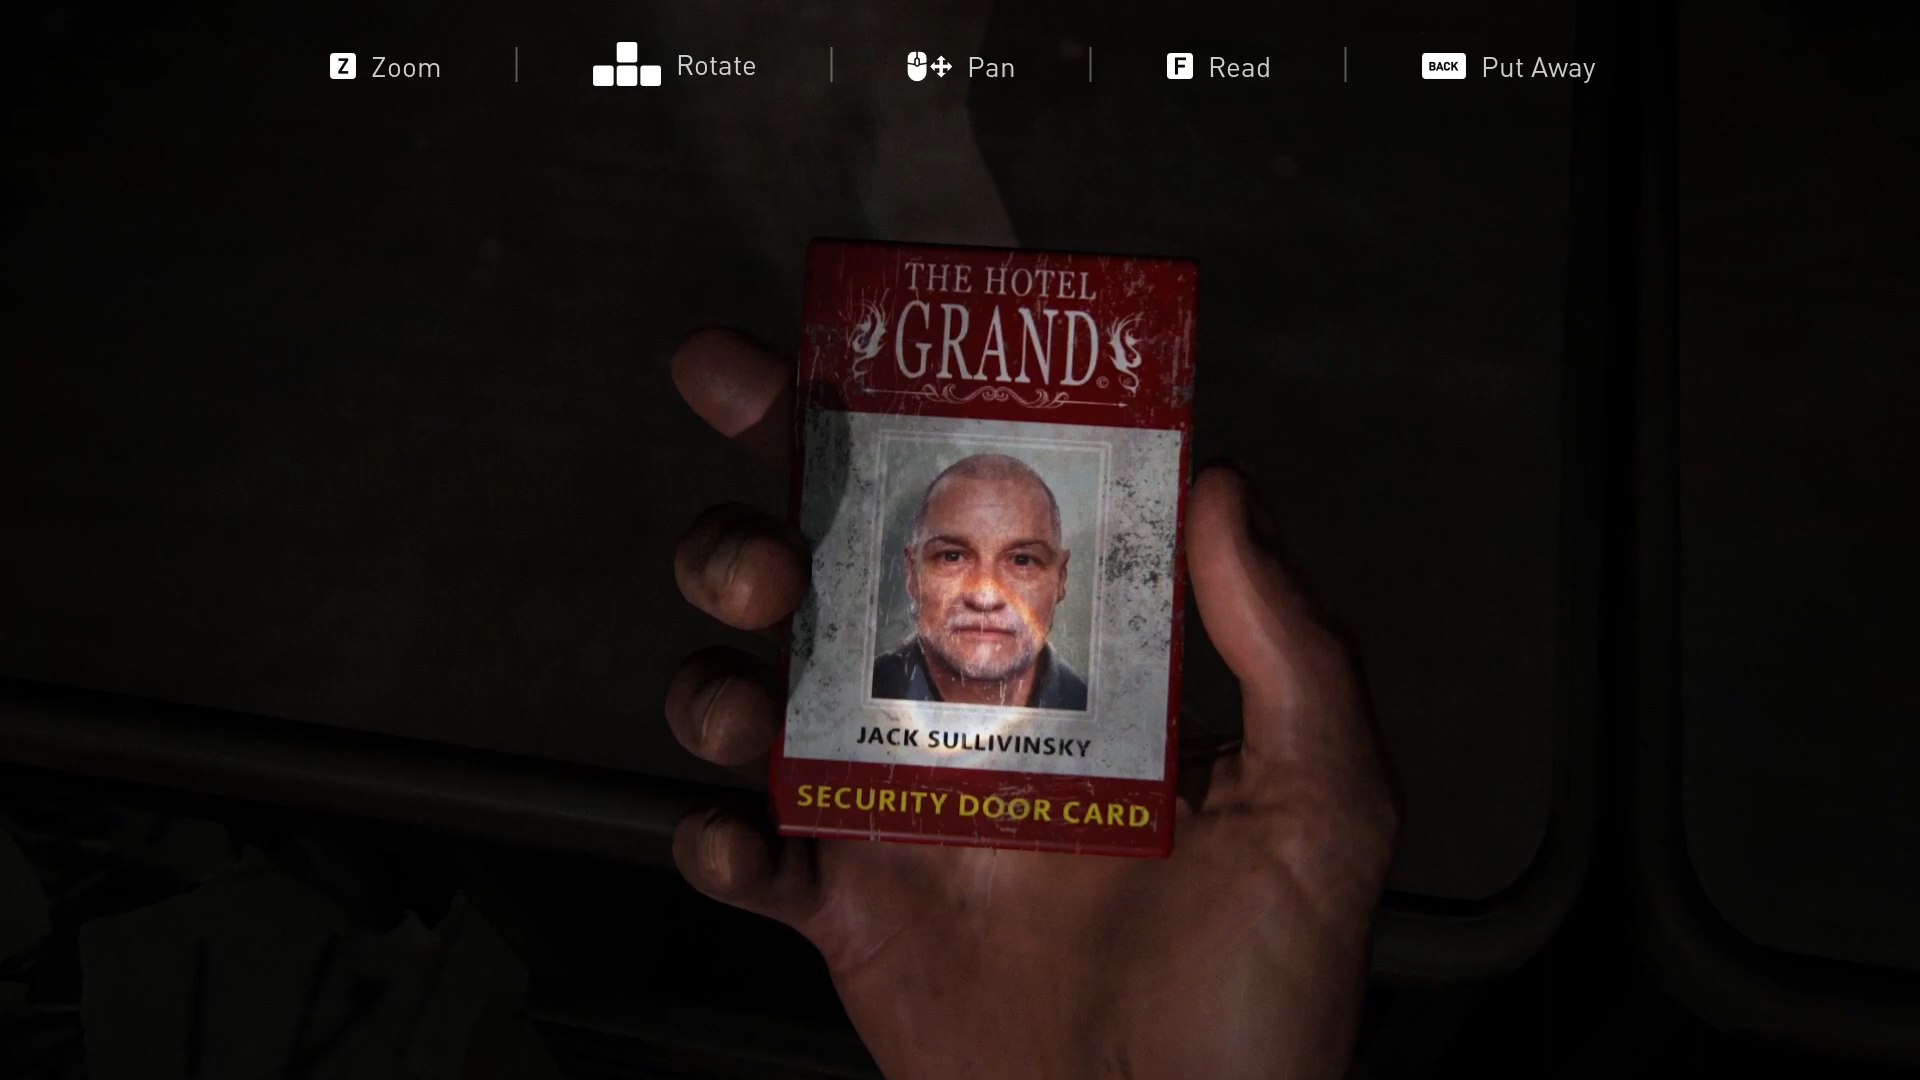 Z Zoom
Rotate
Pan
F Read
BACK Put Away
THE HOTEL
GRAND©
JACK SULLIVINSKY
SECURITY DOOR CARD